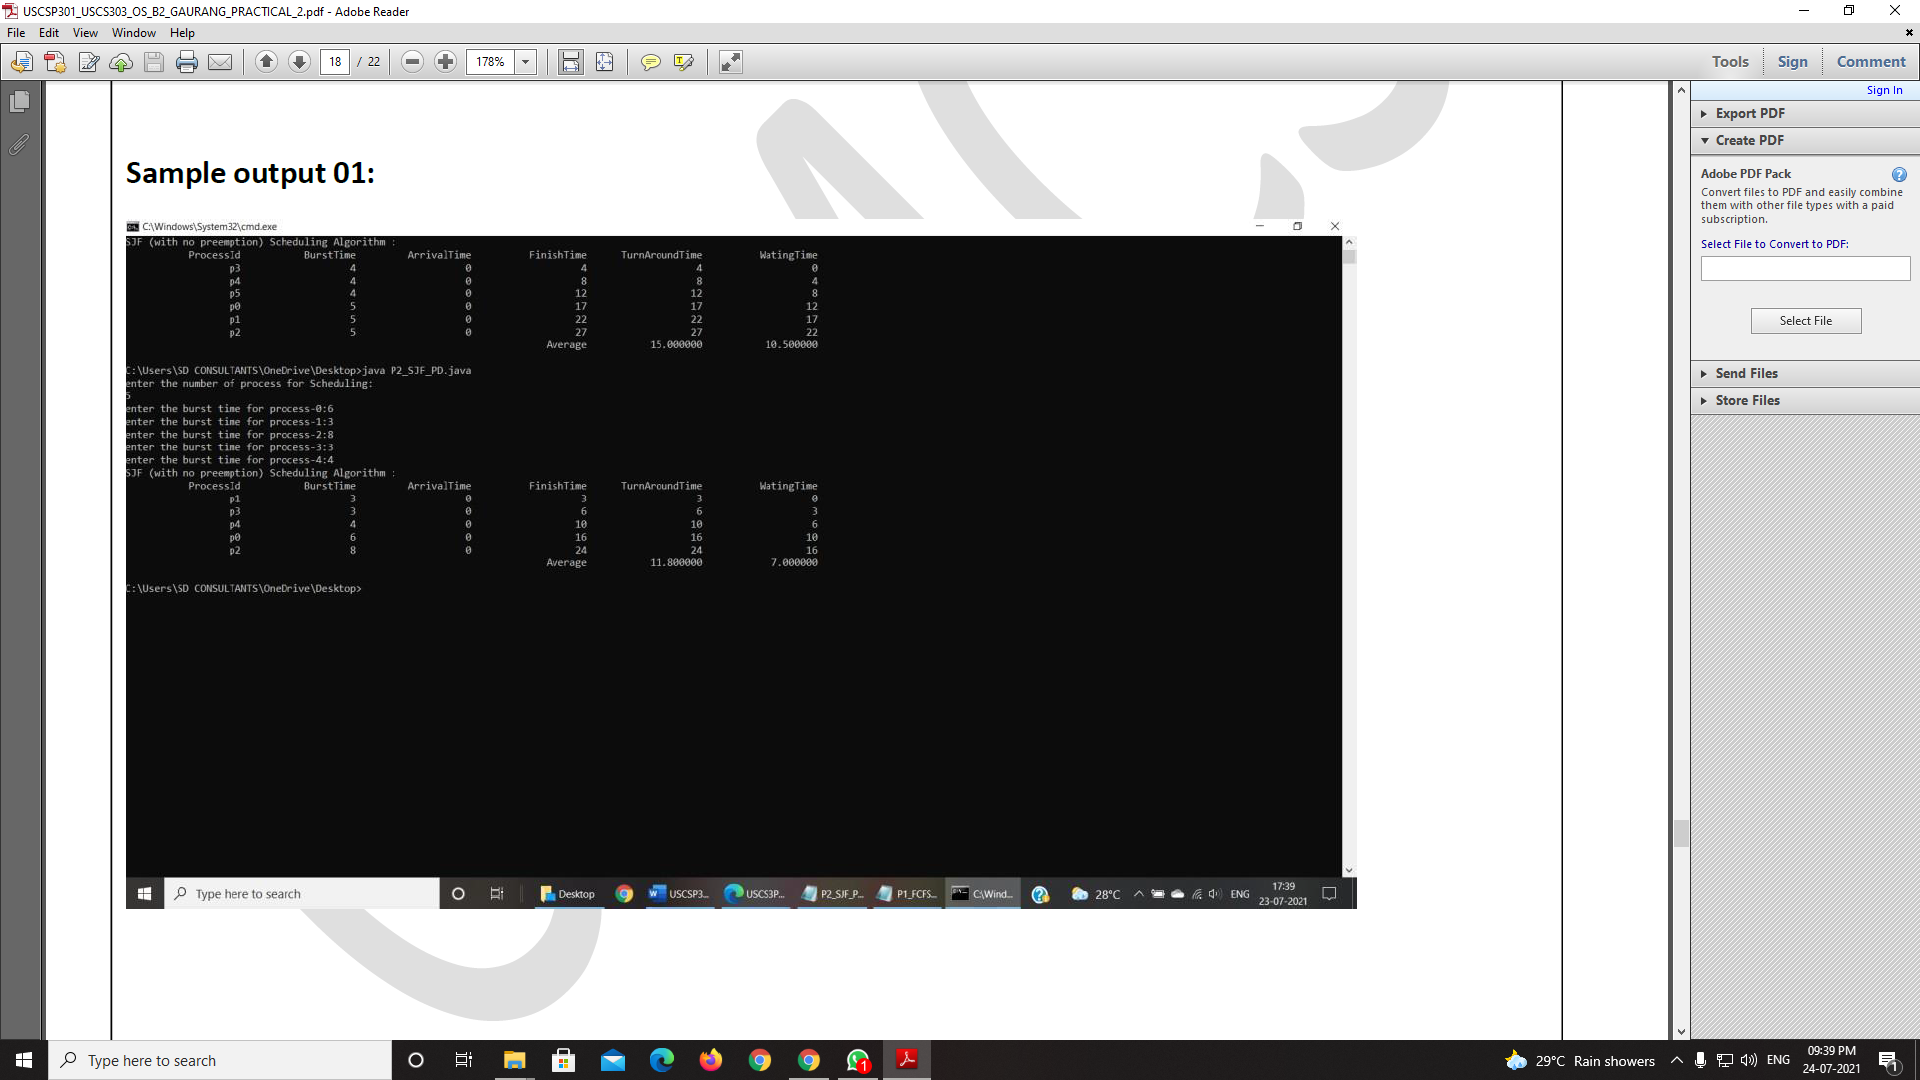 USCSP301_USCS303_OS_B2_GAURANG_PRACTICAL_2.pdf - Adobe Reader
File Edit View Window Help
18 / 22 178% Tools Sign Comment
Sign In
Export PDF
Create PDF
Adobe PDF Pack
Convert files to PDF and easily combine
them with other file types with a paid
subscription.
Select File to Convert to PDF:
Select File
Send Files
Store Files
Sample output 01:
C:\Windows\System32\cmd.exe
SJF (with no preemption) Scheduling Algorithm :
ProcessId BurstTime ArrivalTime FinishTime TurnAroundTime WatingTime
p3 4 0 4 4 0
p4 4 0 8 8 4
p5 4 0 12 12 8
p0 5 0 17 17 12
p1 5 0 22 22 17
p2 5 0 27 27 22
Average 15.000000 10.500000
C:\Users\SD CONSULTANTS\OneDrive\Desktop>java P2_SJF_PD.java
enter the number of process for Scheduling:
5
enter the burst time for process-0:6
enter the burst time for process-1:3
enter the burst time for process-2:8
enter the burst time for process-3:3
enter the burst time for process-4:4
SJF (with no preemption) Scheduling Algorithm :
ProcessId BurstTime ArrivalTime FinishTime TurnAroundTime WatingTime
p1 3 0 3 3 0
p3 3 0 6 6 3
p4 4 0 10 10 6
p0 6 0 16 16 10
p2 8 0 24 24 16
Average 11.800000 7.000000
C:\Users\SD CONSULTANTS\OneDrive\Desktop>
Type here to search Desktop USCSP3... USCS3P... P2_SJF_P... P1_FCFS... C:\Wind... 28°C ENG 17:39
23-07-2021
Type here to search 1 29°C Rain showers ENG 09:39 PM
24-07-2021 1